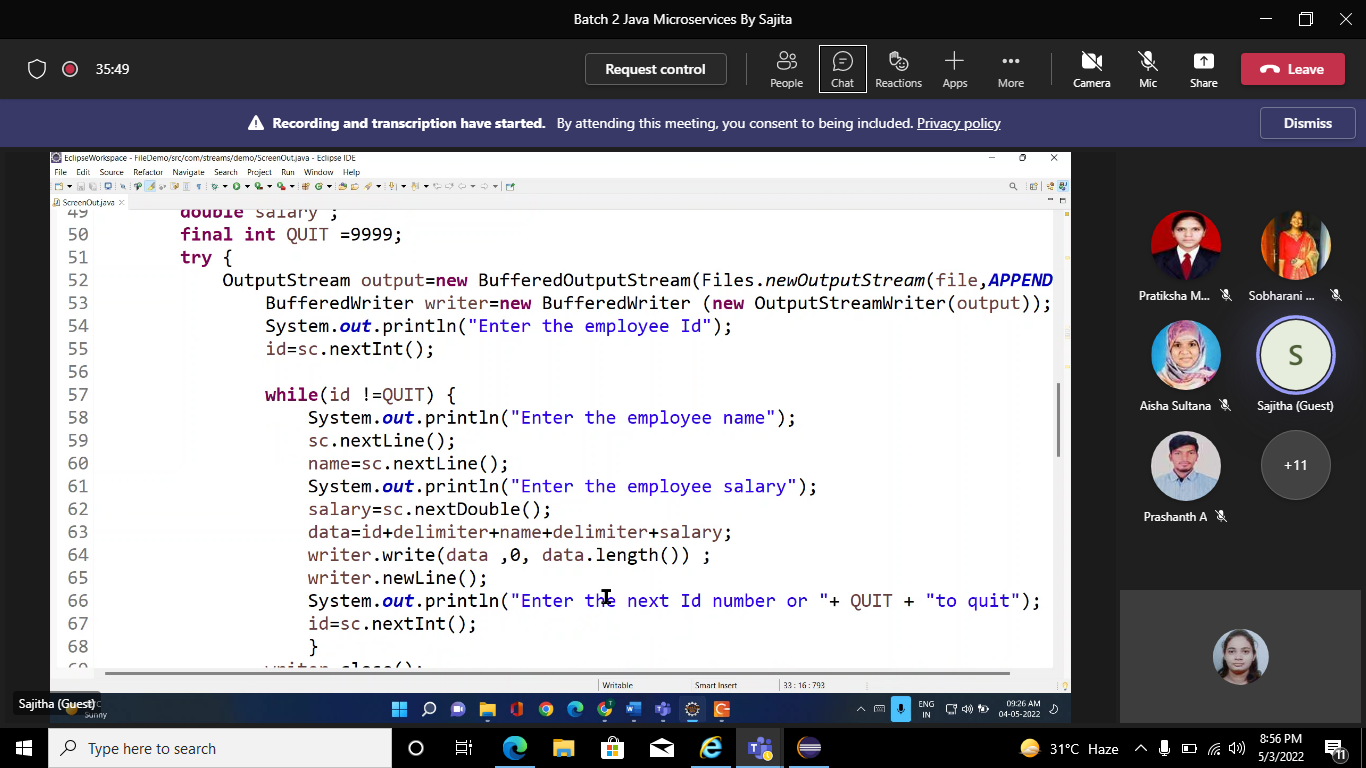 Batch 2 Java Microservices By Sajita
35:49
Request control
People
Chat
Reactions
Apps
More
Camera
Mic
Share
Leave
Recording and transcription have started. By attending this meeting, you consent to being included. Privacy policy
Dismiss
EclipseWorkspace - FileDemo/src/com/streams/demo/ScreenOut.java - Eclipse IDE
File Edit Source Refactor Navigate Search Project Run Window Help
ScreenOut.java
49 double salary ;
50 final int QUIT =9999;
51 try {
52 OutputStream output=new BufferedOutputStream(Files.newOutputStream(file,APPEND
53 BufferedWriter writer=new BufferedWriter (new OutputStreamWriter(output));
54 System.out.println("Enter the employee Id");
55 id=sc.nextInt();
56
57 while(id !=QUIT) {
58 System.out.println("Enter the employee name");
59 sc.nextLine();
60 name=sc.nextLine();
61 System.out.println("Enter the employee salary");
62 salary=sc.nextDouble();
63 data=id+delimiter+name+delimiter+salary;
64 writer.write(data ,0, data.length()) ;
65 writer.newLine();
66 System.out.println("Enter the next Id number or "+ QUIT + "to quit");
67 id=sc.nextInt();
68 }
69 writer.close();
Writable Smart Insert 33 : 16 : 793
Sajitha (Guest)
Sunny
ENG
IN
09:26 AM
04-05-2022
Pratiksha M...
Sobharani ...
Aisha Sultana
S
Sajitha (Guest)
Prashanth A
+11
Type here to search
31°C Haze
8:56 PM
5/3/2022
11